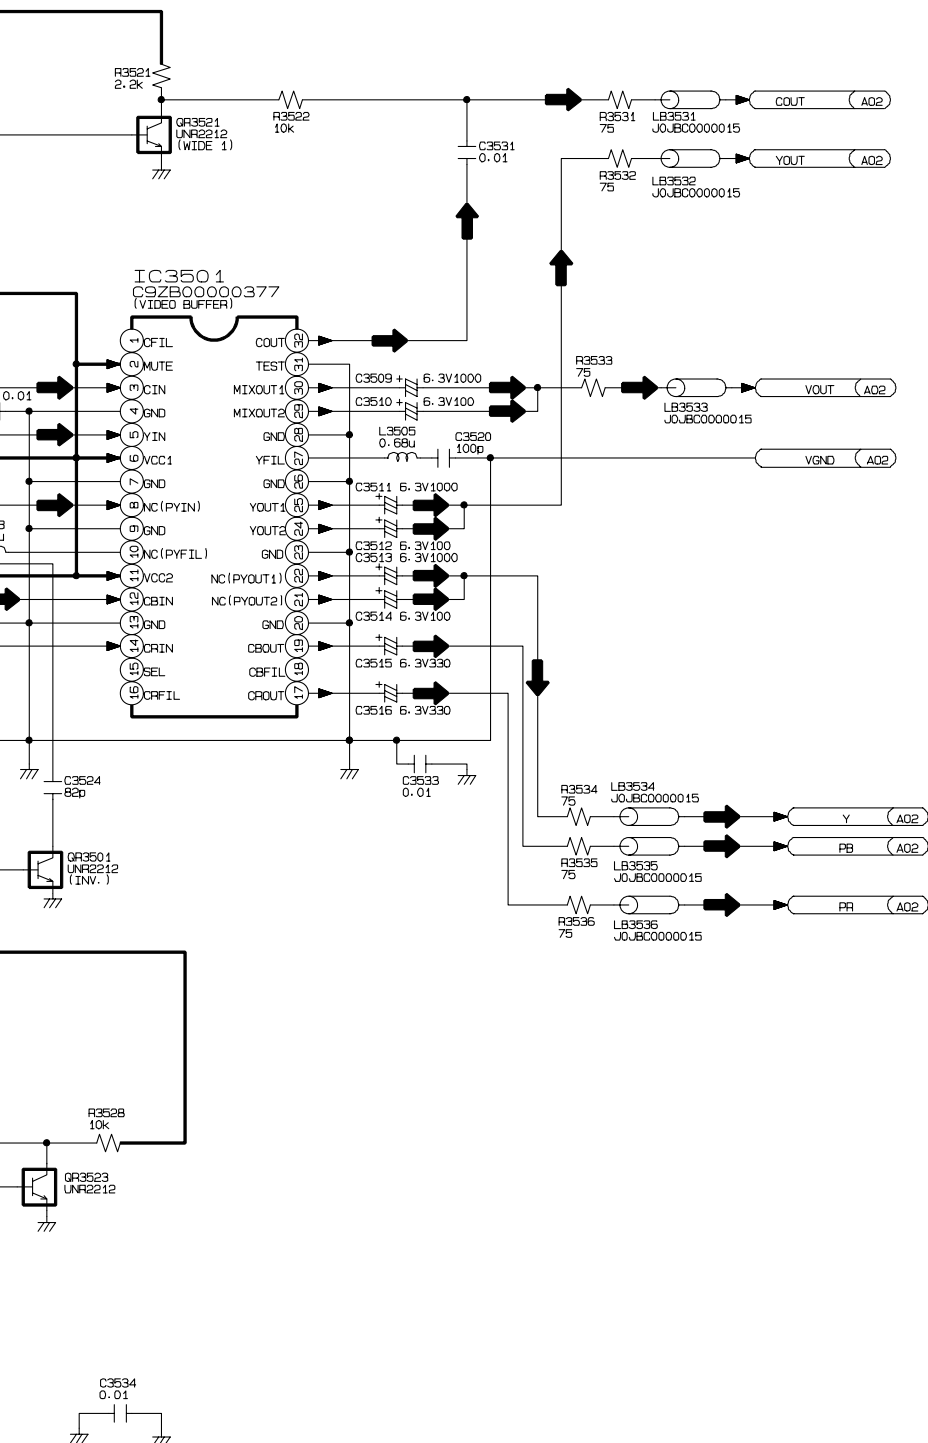 R3521
2.2k
R3522
10k
QR3521
UNR2212
(WIDE 1)
C3531
0.01
R3531
75
LB3531
J0JBC0000015
COUT
A02
R3532
75
LB3532
J0JBC0000015
YOUT
A02
IC3501
C9ZB00000377
(VIDEO BUFFER)
1
CFIL
COUT
32
2
MUTE
TEST
31
3
CIN
MIXOUT1
30
4
GND
MIXOUT2
29
5
YIN
GND
28
6
VCC1
YFIL
27
7
GND
GND
26
8
NC(PYIN)
YOUT1
25
9
GND
YOUT2
24
10
NC(PYFIL)
GND
23
11
VCC2
NC(PYOUT1)
22
12
CBIN
NC(PYOUT2)
21
13
GND
GND
20
14
CRIN
CBOUT
19
15
SEL
CBFIL
18
16
CRFIL
CROUT
17
0.01
C3509 + 6.3V1000
C3510 + 6.3V100
L3505
0.68u
C3520
100p
C3511 6.3V1000
+
+
C3512 6.3V100
C3513 6.3V1000
+
+
C3514 6.3V100
+
C3515 6.3V330
+
C3516 6.3V330
R3533
75
LB3533
J0JBC0000015
VOUT
A02
VGND
A02
C3533
0.01
C3524
82p
R3534
75
LB3534
J0JBC0000015
Y
A02
R3535
75
LB3535
J0JBC0000015
PB
A02
R3536
75
LB3536
J0JBC0000015
PR
A02
QR3501
UNR2212
(INV.)
R3528
10k
QR3523
UNR2212
C3534
0.01